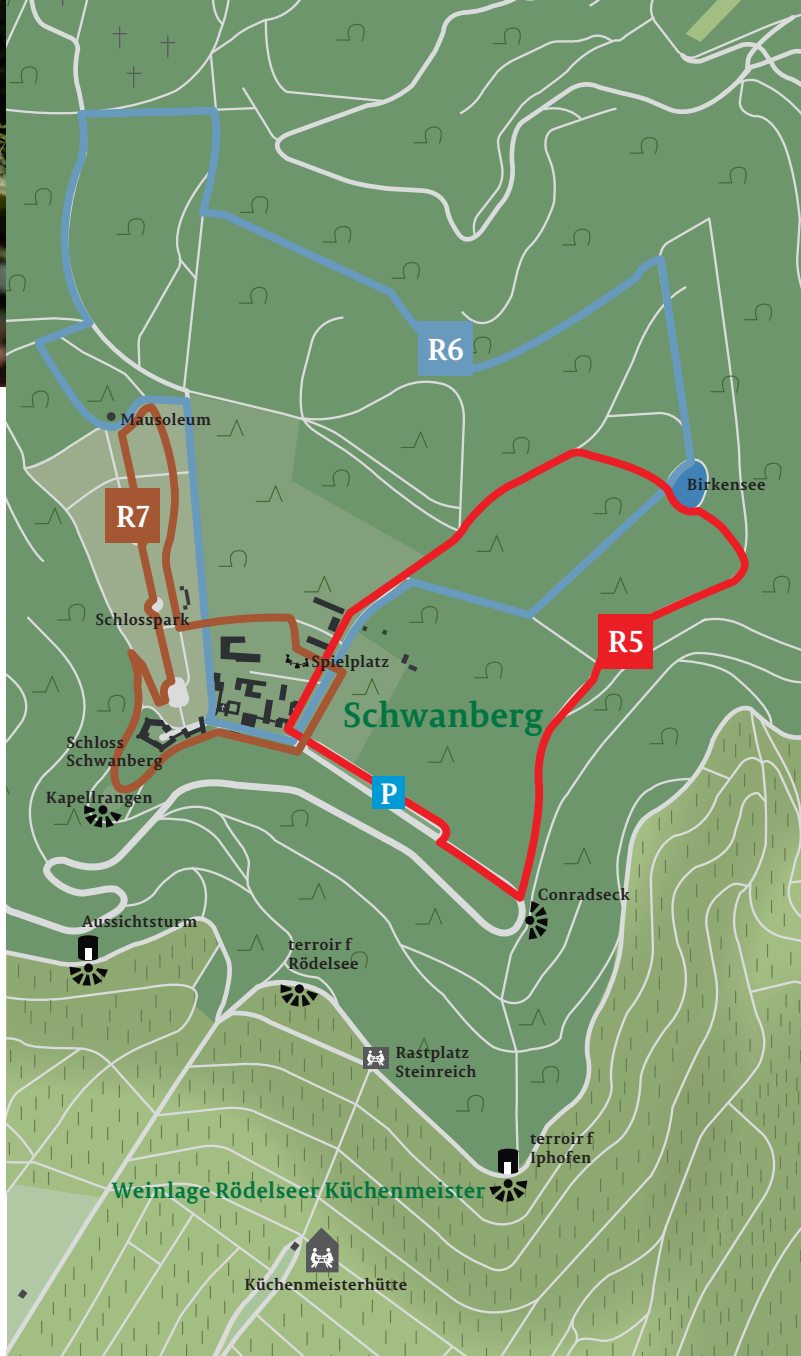 R6
Mausoleum
Birkensee
R7
Schlosspark
R5
Spielplatz
Schwanberg
Schloss
Schwanberg
P
Kapellrangen
Conradseck
Aussichtsturm
terroir f
Rödelsee
Rastplatz
Steinreich
terroir f
Iphofen
Weinlage Rödelseer Küchenmeister
Küchenmeisterhütte